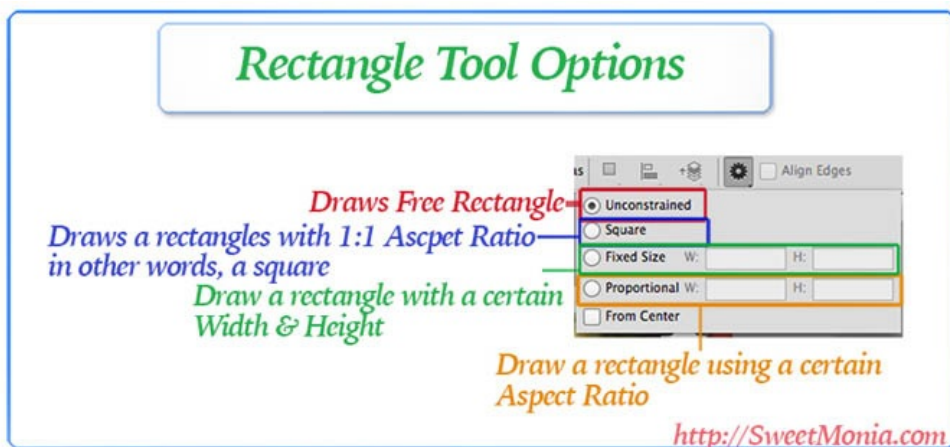 Rectangle Tool Options
Align Edges
Draws Free Rectangle
Unconstrained
Draws a rectangles with 1:1 Ascpet Ratio
in other words, a square
Square
Fixed Size W: H:
Draw a rectangle with a certain
Width & Height
Proportional W: H:
From Center
Draw a rectangle using a certain
Aspect Ratio
http://SweetMonia.com